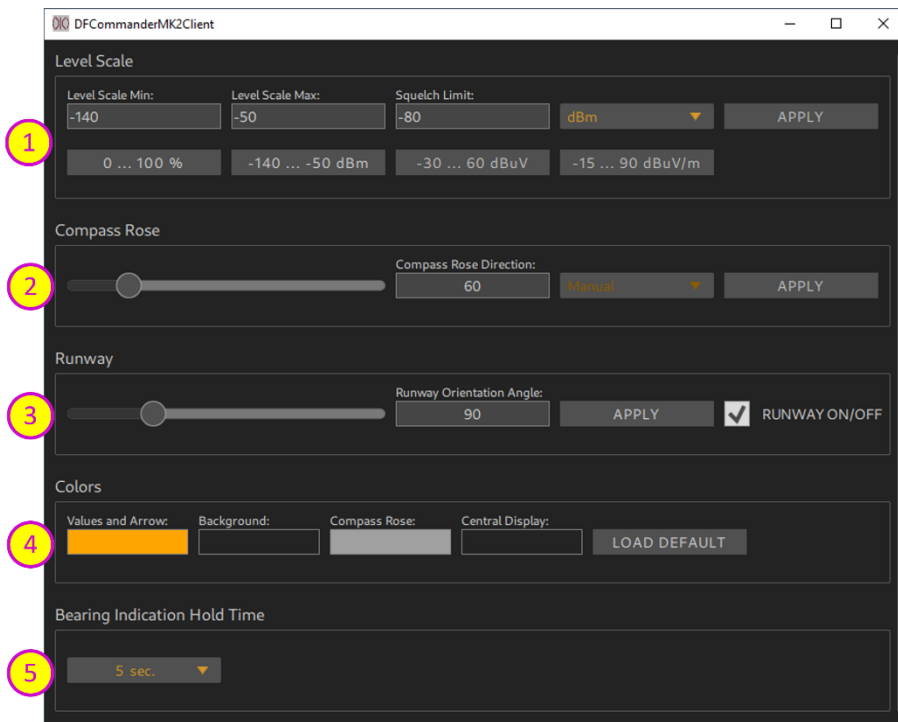 DFCommanderMK2Client
Level Scale
Level Scale Min: Level Scale Max: Squelch Limit:
-140 -50 -80 dBm APPLY
1
0 ... 100 % -140 ... -50 dBm -30 ... 60 dBuV -15 ... 90 dBuV/m
Compass Rose
Compass Rose Direction:
2 60 Manual APPLY
Runway
Runway Orientation Angle:
3 90 APPLY RUNWAY ON/OFF
Colors
Values and Arrow: Background: Compass Rose: Central Display:
4 LOAD DEFAULT
Bearing Indication Hold Time
5 5 sec.